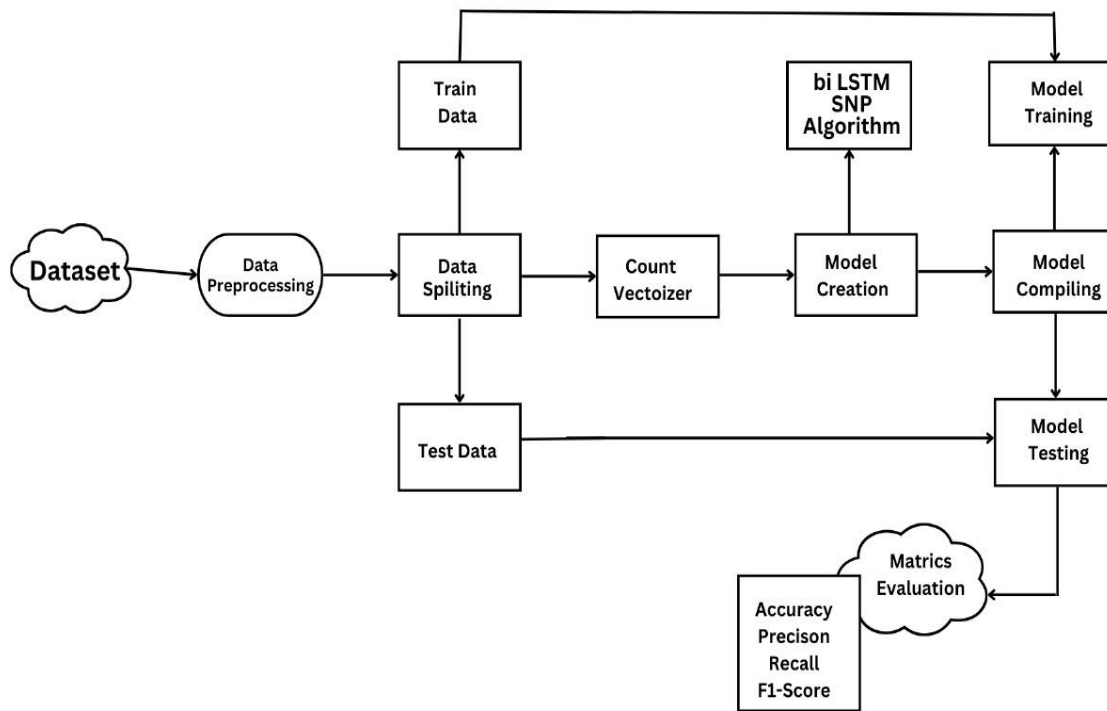 Train
Data
bi LSTM
SNP
Algorithm
Model
Training
Dataset
Data
Preprocessing
Data
Spiliting
Count
Vectoizer
Model
Creation
Model
Compiling
Test Data
Model
Testing
Matrics
Evaluation
Accuracy
Precison
Recall
F1-Score